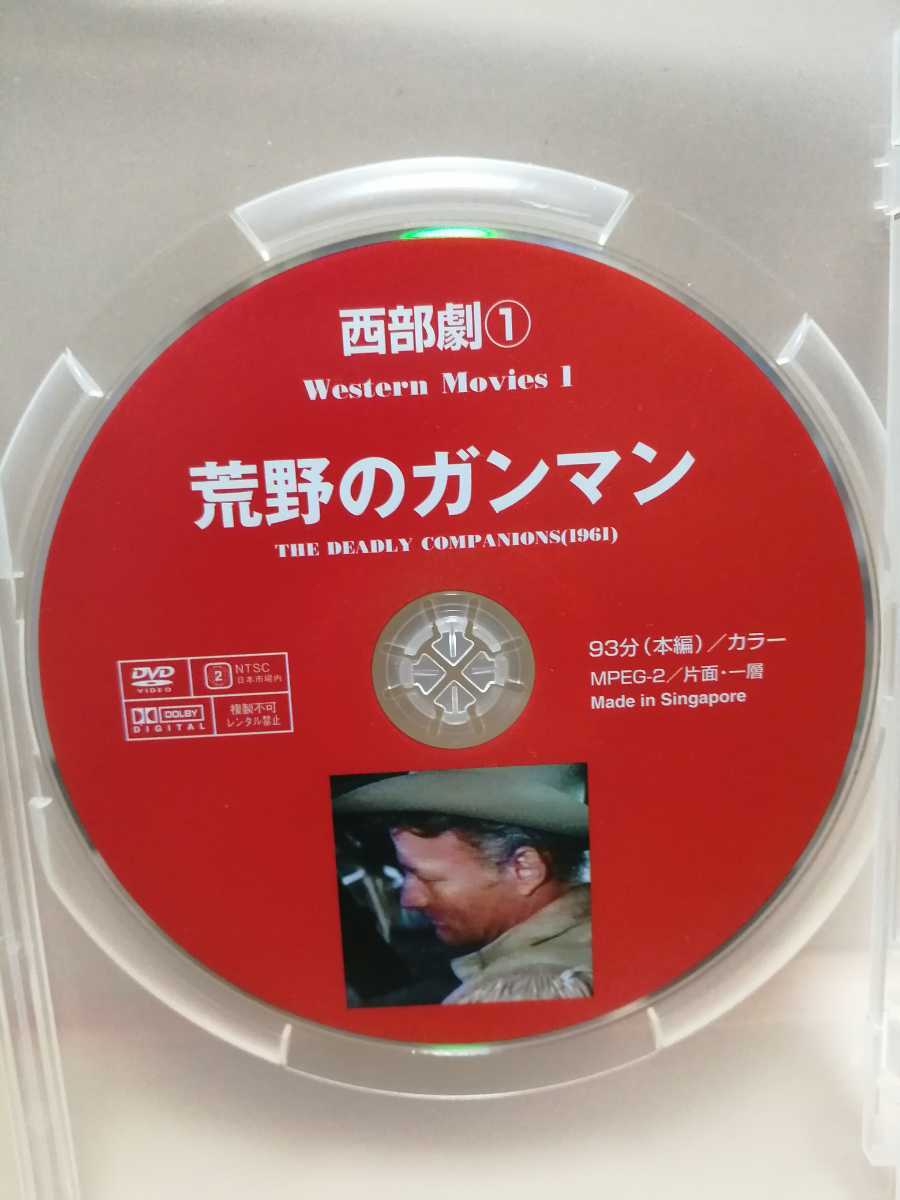 西部劇①
Western Movies 1
荒野のガンマン
THE DEADLY COMPANIONS(1961)
DVD
VIDEO
2
NTSC
日本市場内
DOLBY
DIGITAL
複製不可
レンタル禁止
93分(本編)／カラー
MPEG-2／片面・一層
Made in Singapore